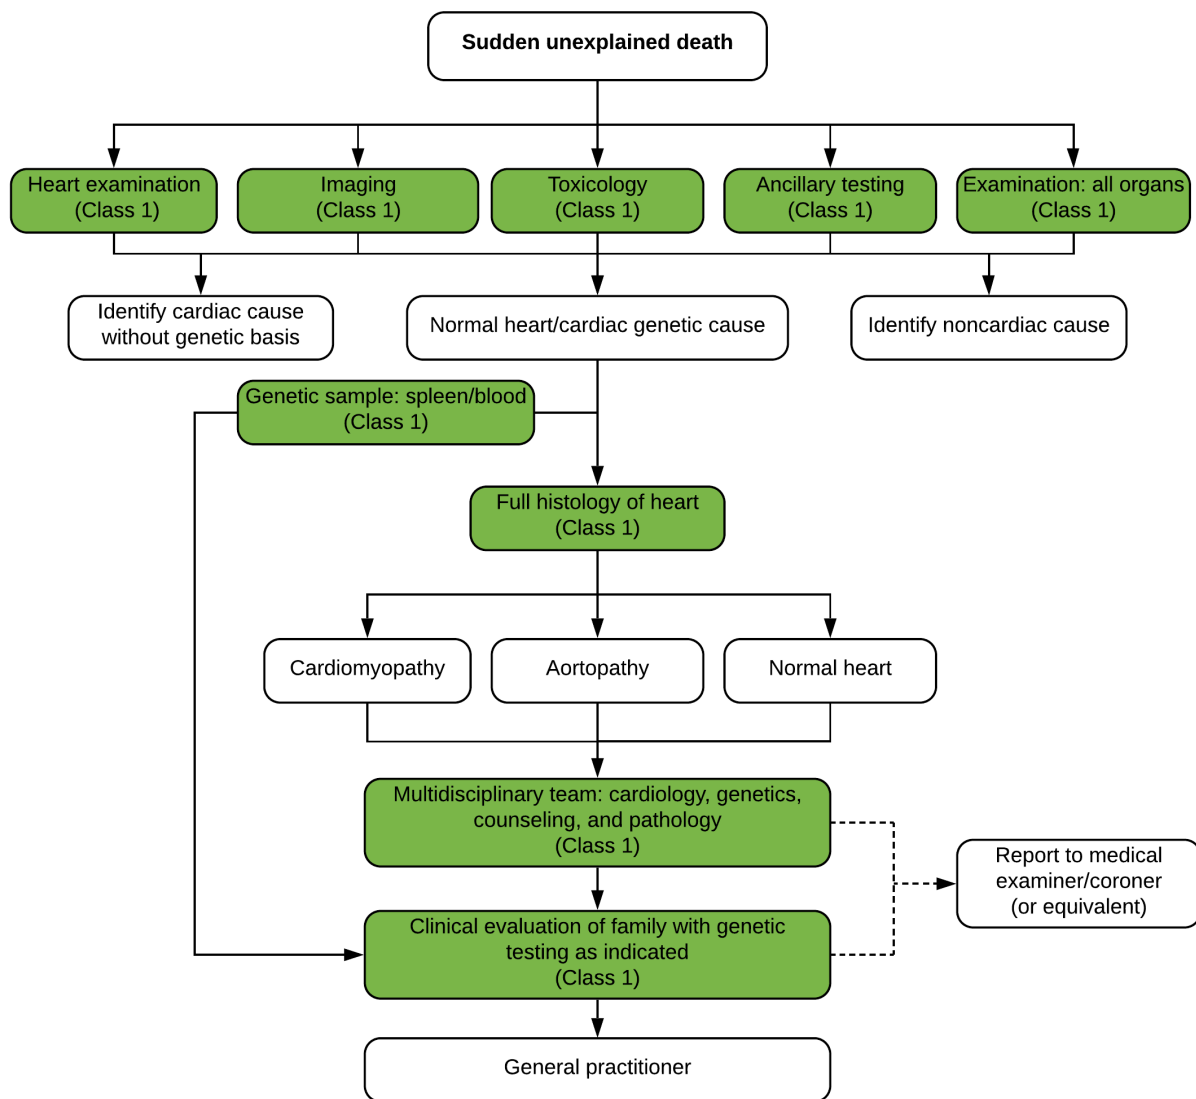 Sudden unexplained death
Heart examination
(Class 1)
Imaging
(Class 1)
Toxicology
(Class 1)
Ancillary testing
(Class 1)
Examination: all organs
(Class 1)
Identify cardiac cause
without genetic basis
Normal heart/cardiac genetic cause
Identify noncardiac cause
Genetic sample: spleen/blood
(Class 1)
Full histology of heart
(Class 1)
Cardiomyopathy
Aortopathy
Normal heart
Multidisciplinary team: cardiology, genetics,
counseling, and pathology
(Class 1)
Report to medical
examiner/coroner
(or equivalent)
Clinical evaluation of family with genetic
testing as indicated
(Class 1)
General practitioner